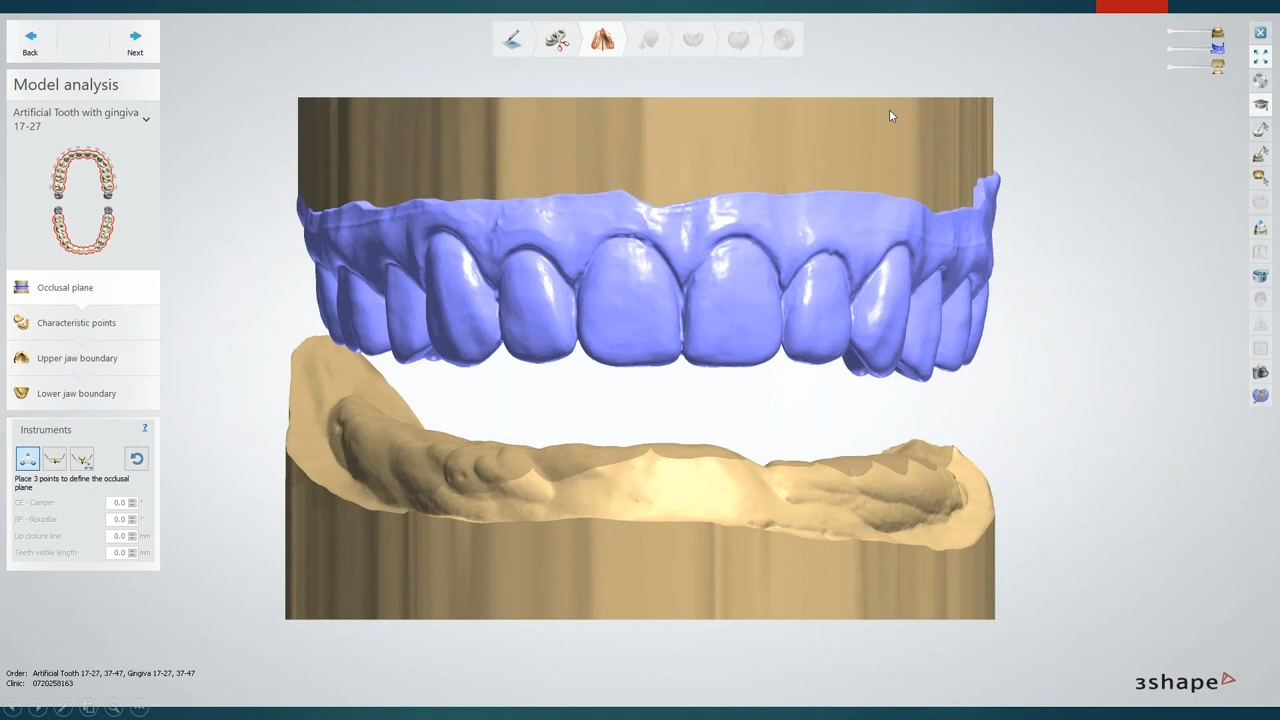 Back
Next
Model analysis
Artificial Tooth with gingiva
17-27
Occlusal plane
Characteristic points
Upper jaw boundary
Lower jaw boundary
Instruments
?
Place 3 points to define the occlusal
plane
CE - Camper 0.0 °
BP - Bipupillar 0.0 °
Lip closure line 0.0 mm
Teeth visible length 0.0 mm
Order: Artificial Tooth 17-27, 37-47, Gingiva 17-27, 37-47
Clinic: 0720258163
3shape